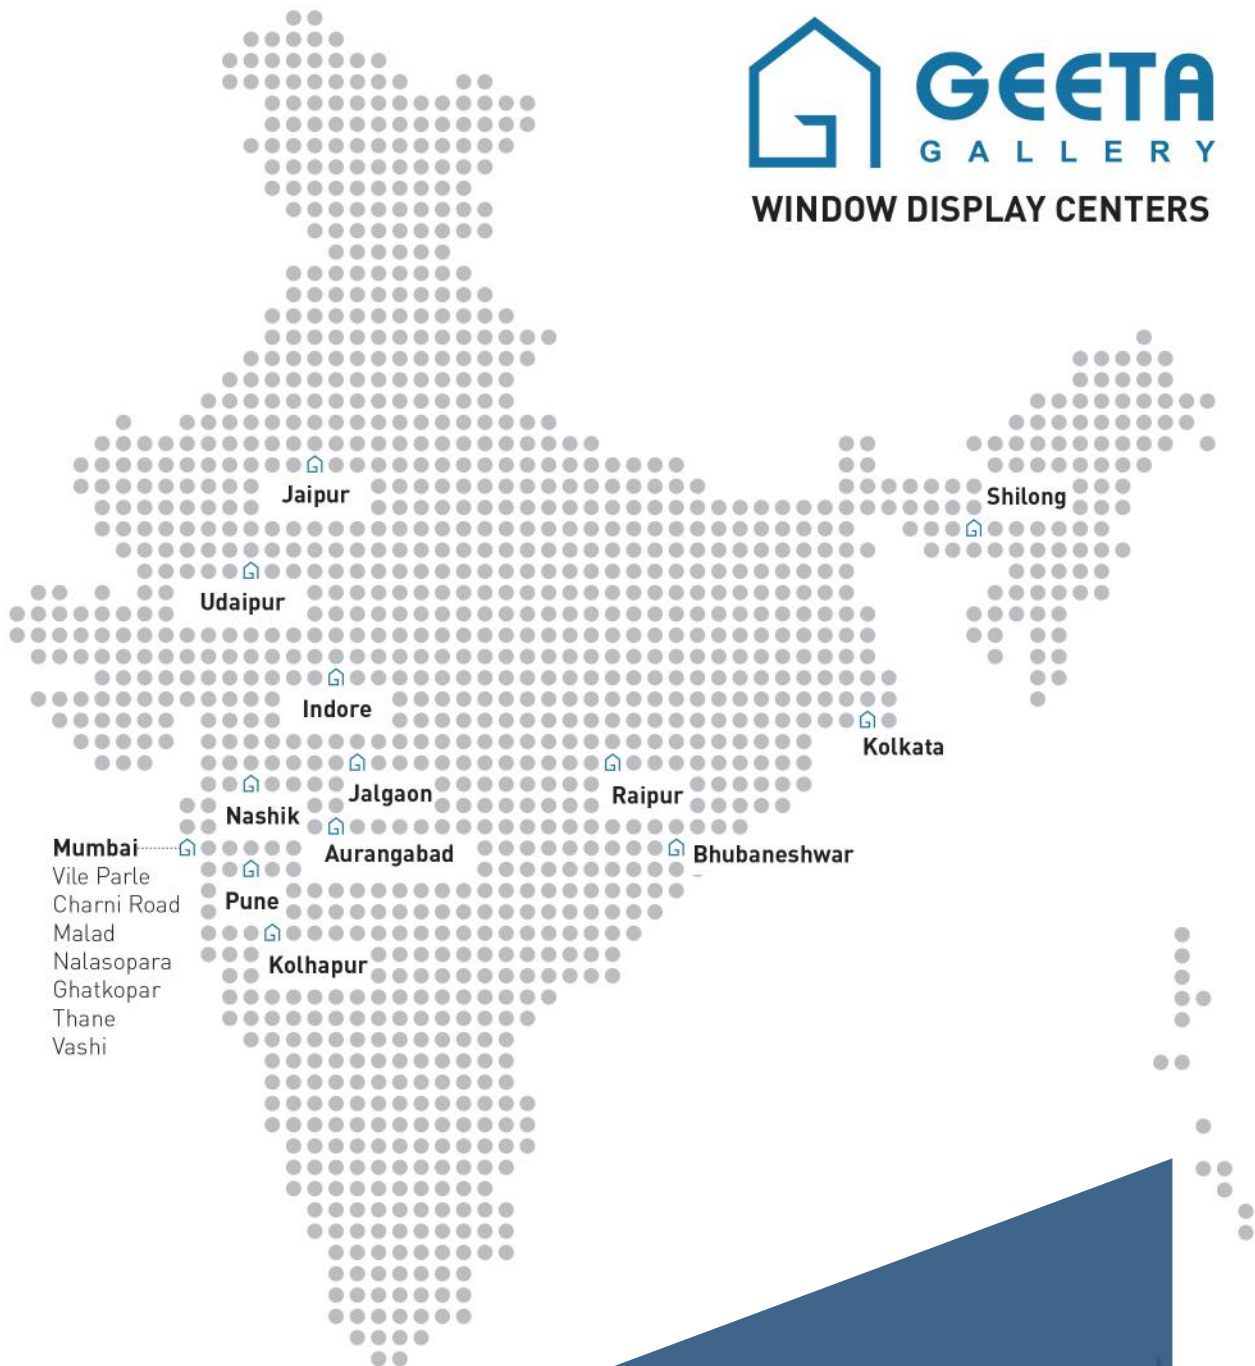 GEETA
GALLERY
WINDOW DISPLAY CENTERS
Jaipur
Shilong
Udaipur
Indore
Kolkata
Jalgaon
Raipur
Nashik
Mumbai
Aurangabad
Bhubaneshwar
Vile Parle
Charni Road
Pune
Malad
Nalasopara
Kolhapur
Ghatkopar
Thane
Vashi